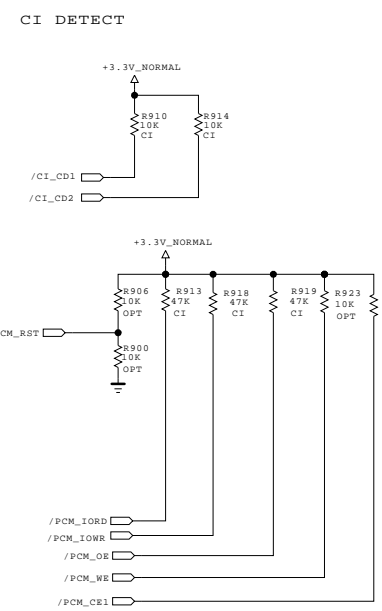 CI DETECT
+3.3V_NORMAL
R910
10K
CI
R914
10K
CI
/CI_CD1
/CI_CD2
+3.3V_NORMAL
R906
10K
OPT
R913
47K
CI
R918
47K
CI
R919
47K
CI
R923
10K
OPT
CM_RST
R900
10K
OPT
/PCM_IORD
/PCM_IOWR
/PCM_OE
/PCM_WE
/PCM_CE1